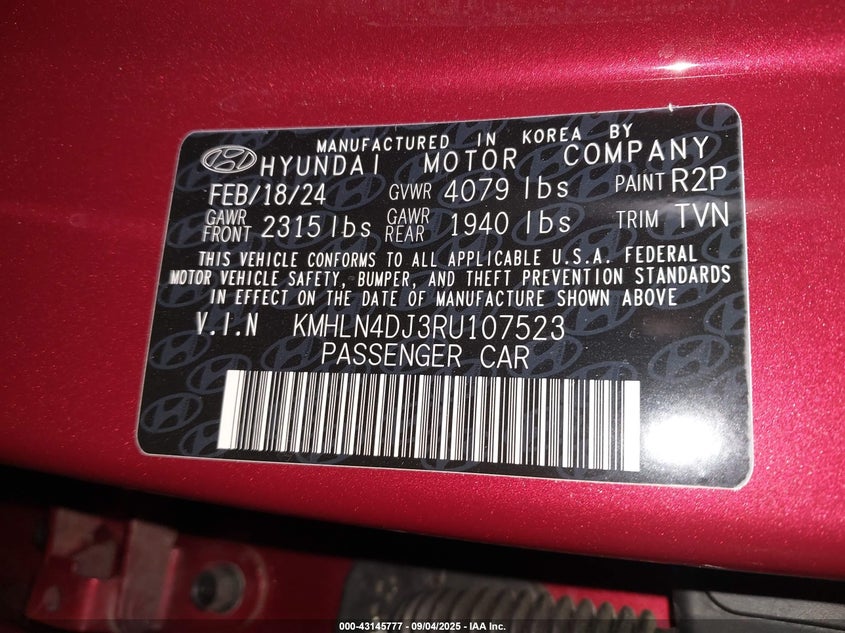 MANUFACTURED IN KOREA BY
HYUNDAI MOTOR COMPANY
FEB/18/24 GVWR 4079 lbs PAINT R2P
GAWR FRONT 2315 lbs GAWR REAR 1940 lbs TRIM TVN
THIS VEHICLE CONFORMS TO ALL APPLICABLE U.S.A. FEDERAL
MOTOR VEHICLE SAFETY, BUMPER, AND THEFT PREVENTION STANDARDS
IN EFFECT ON THE DATE OF MANUFACTURE SHOWN ABOVE
V.I.N KMHLN4DJ3RU107523
PASSENGER CAR
000-43145777 - 09/04/2025 - IAA Inc.